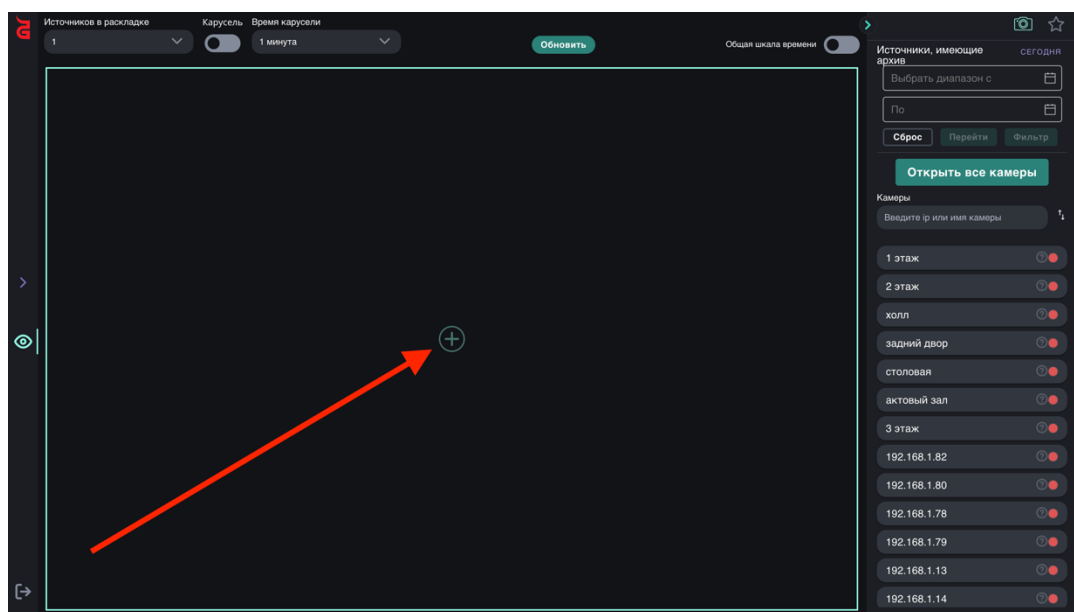 Источников в раскладке
Карусель
Время карусели
1
1 минута
Обновить
Общая шкала времени
Источники, имеющие архив
СЕГОДНЯ
Выбрать диапазон с
По
Сброс
Перейти
Фильтр
Открыть все камеры
Камеры
Введите ip или имя камеры
1 этаж
2 этаж
холл
задний двор
столовая
актовый зал
3 этаж
192.168.1.82
192.168.1.80
192.168.1.78
192.168.1.79
192.168.1.13
192.168.1.14